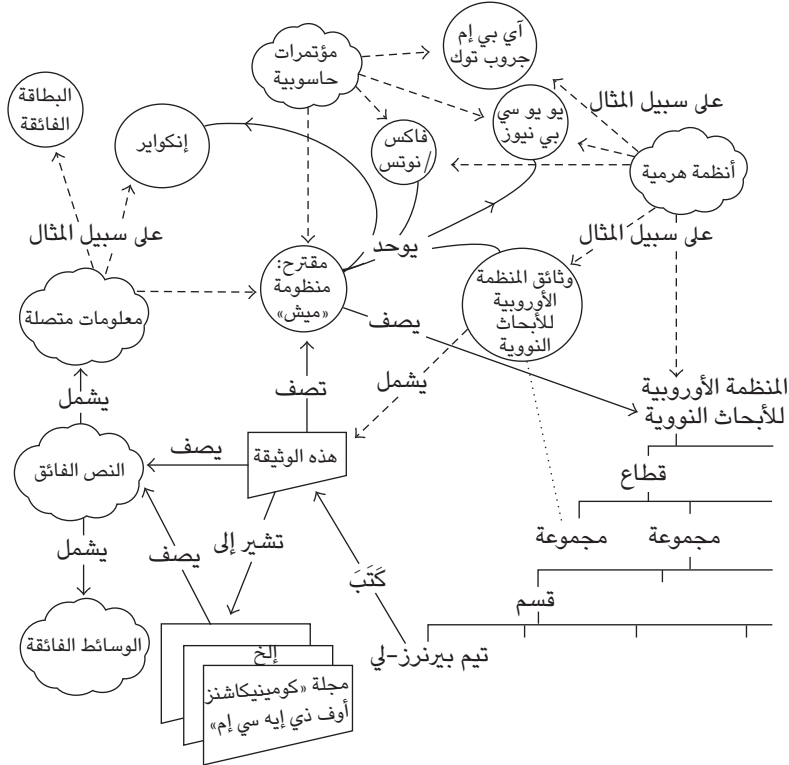 آي بي إم
جروب توك
مؤتمرات
حاسوبية
البطاقة
الفائقة
على سبيل المثال
يو يو سي
بي نيوز
إنكواير
فاكس/
نوتس
أنظمة هرمية
على سبيل المثال
على سبيل المثال
يوحد
مقترح:
منظومة
«ميش»
وثائق المنظمة
الأوروبية
للأبحاث
النووية
معلومات متصلة
يصف
يشمل
تصف
المنظمة الأوروبية
للأبحاث النووية
يشمل
هذه الوثيقة
يصف
النص الفائق
قطاع
مجموعة
مجموعة
تشير إلى
يصف
يشمل
كَتَبَ
قسم
الوسائط الفائقة
تيم بيرنرز-لي
إلخ
مجلة «كومينيكاشنز
أوف ذي إيه سي إم»